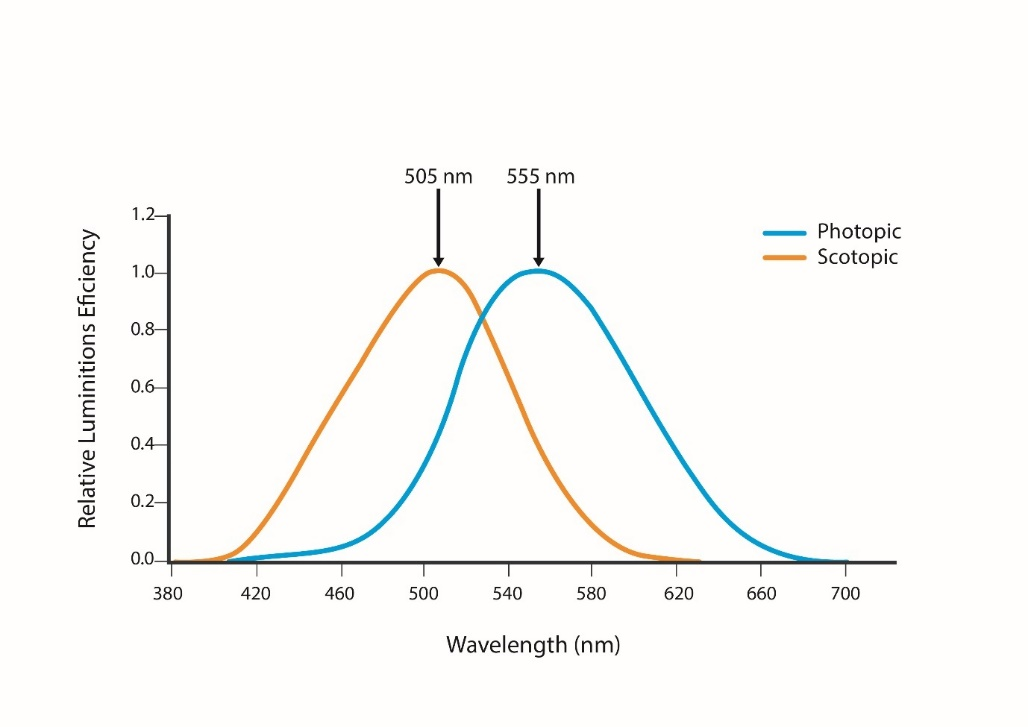 505 nm
555 nm
Photopic
Scotopic
Relative Luminitions Eficiency
1.2
1.0
0.8
0.6
0.4
0.2
0.0
380 420 460 500 540 580 620 660 700
Wavelength (nm)